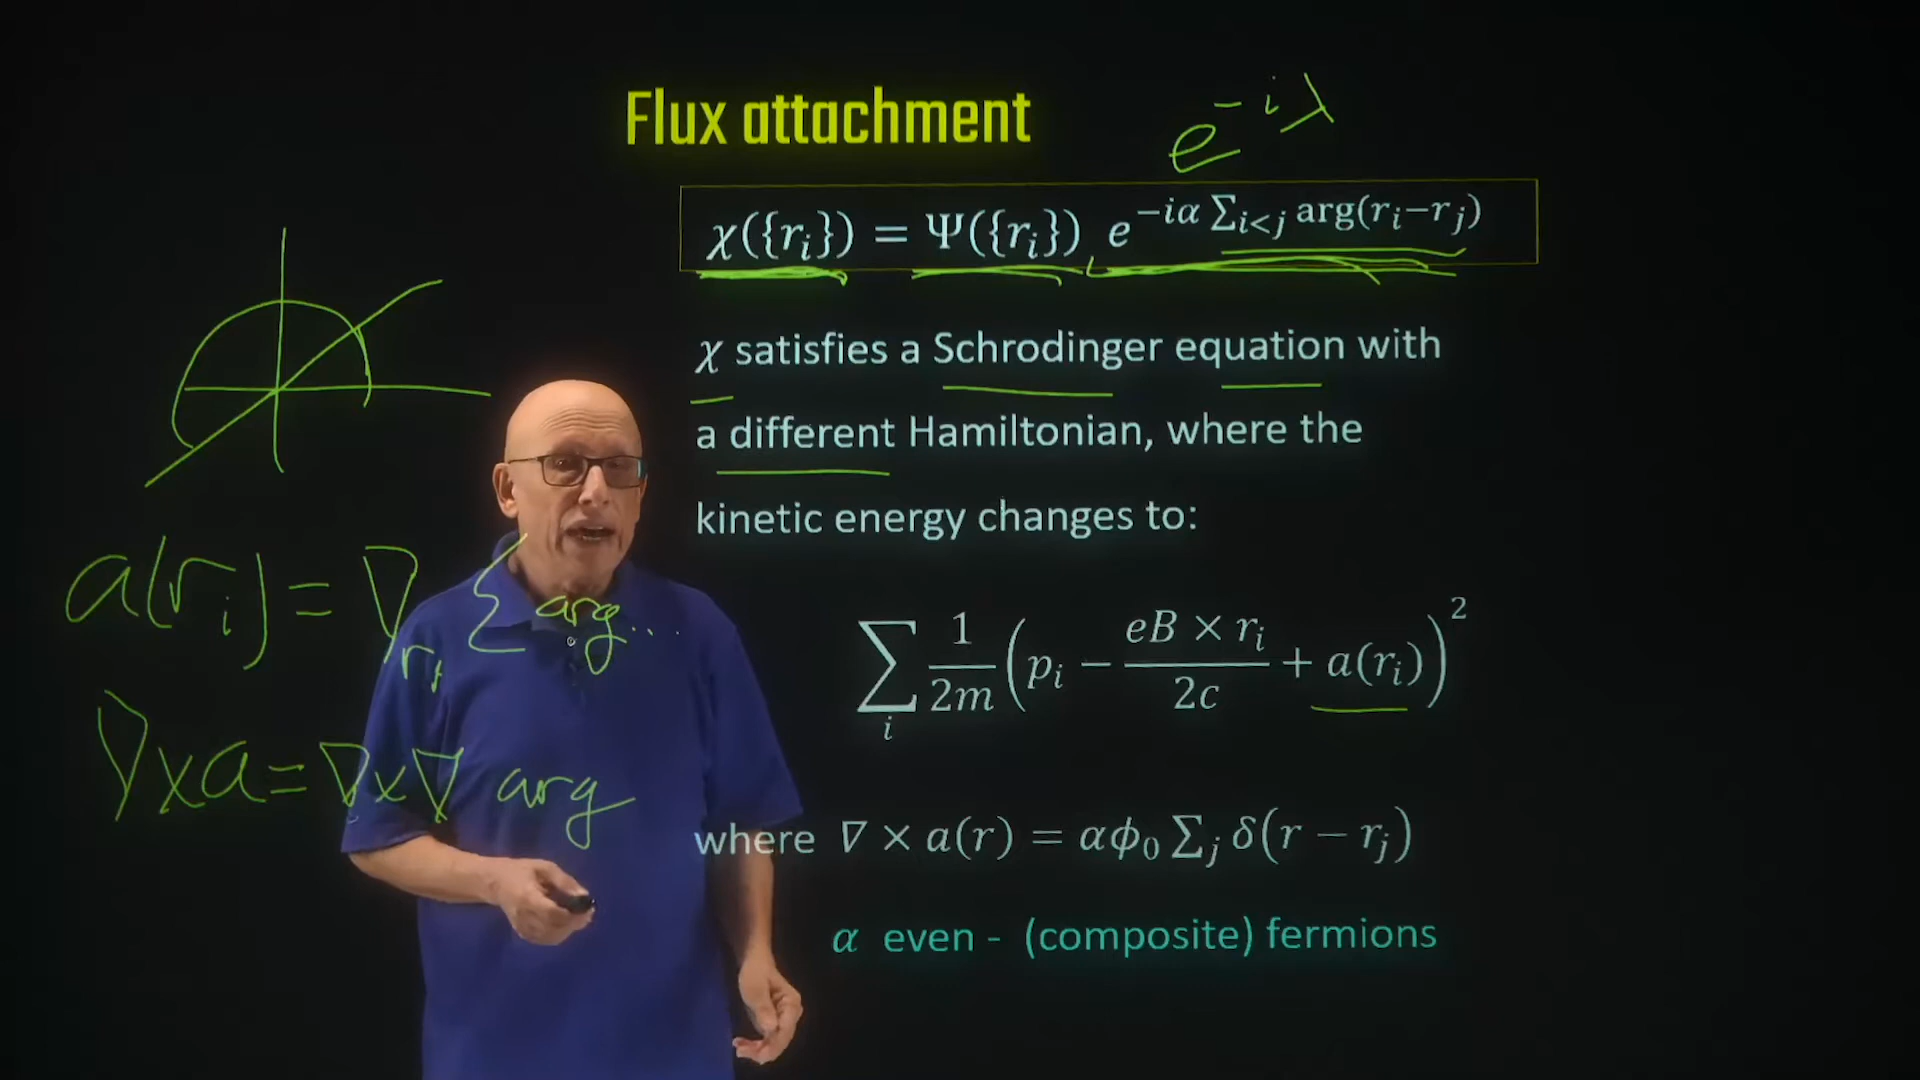 Flux attachment
e^{-iλ}
χ({r_i}) = Ψ({r_i}) e^{-iα Σ_{i<j} arg(r_i-r_j)}
χ satisfies a Schrodinger equation with
a different Hamiltonian, where the
kinetic energy changes to:
Σ_i 1/2m (p_i − eB × r_i/2c + a(r_i))^2
where ∇ × a(r) = αϕ_0 Σ_j δ(r − r_j)
α even - (composite) fermions
a(r_i) = ∇_{r_i} { arg...
∇×a = ∇×∇ arg